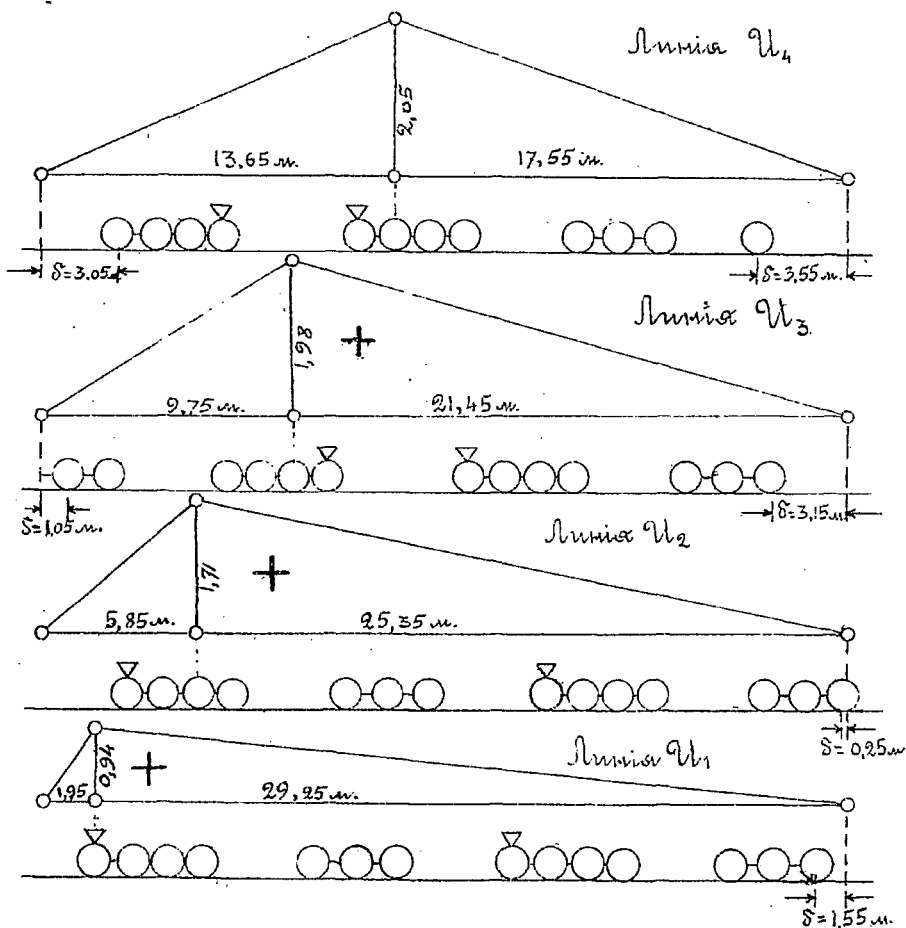 Линія U₄
2,05
13,65 м.
17,55 м.
δ=3.05м.
δ=3,55 м.
Линія U₃.
1,98
+
9,75 м.
21,45 м.
δ=1,05 м.
δ=3,15 м.
Линія U₂
1,71
+
5,85 м.
25,35 м.
δ=0,25 м
Линія U₁
0,94
+
1,95
29,25 м.
δ=1,55 м.